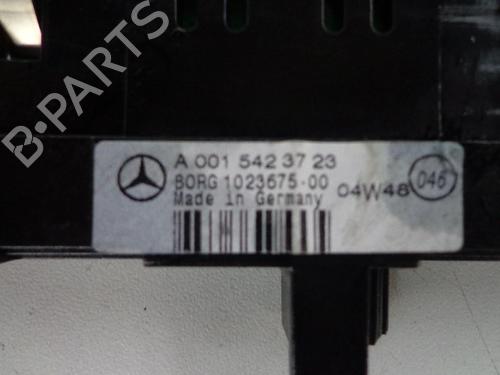 B-PARTS
A 001 542 37 23
BORG 1023675-00
Made in Germany
04W48
046